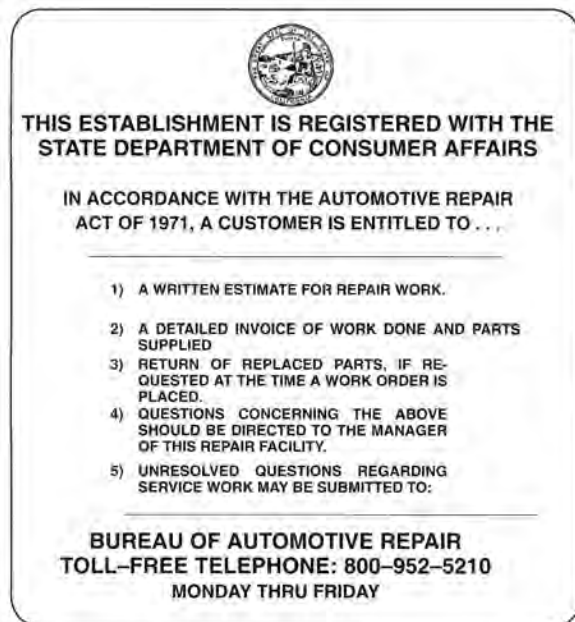 THIS ESTABLISHMENT IS REGISTERED WITH THE
STATE DEPARTMENT OF CONSUMER AFFAIRS
IN ACCORDANCE WITH THE AUTOMOTIVE REPAIR
ACT OF 1971, A CUSTOMER IS ENTITLED TO . . .
1) A WRITTEN ESTIMATE FOR REPAIR WORK.
2) A DETAILED INVOICE OF WORK DONE AND PARTS
SUPPLIED
3) RETURN OF REPLACED PARTS, IF RE-
QUESTED AT THE TIME A WORK ORDER IS
PLACED.
4) QUESTIONS CONCERNING THE ABOVE
SHOULD BE DIRECTED TO THE MANAGER
OF THIS REPAIR FACILITY.
5) UNRESOLVED QUESTIONS REGARDING
SERVICE WORK MAY BE SUBMITTED TO:
BUREAU OF AUTOMOTIVE REPAIR
TOLL–FREE TELEPHONE: 800–952–5210
MONDAY THRU FRIDAY